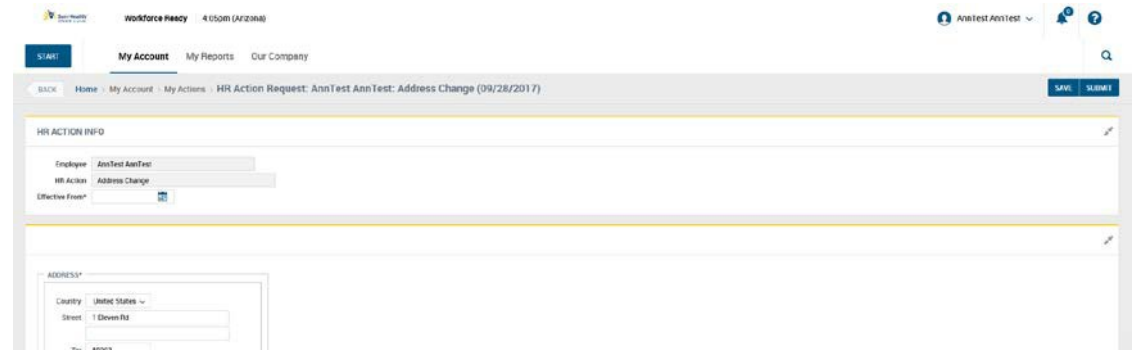 Workforce Ready 4:05pm (Arizona) AnnTest AnnTest 0
START My Account My Reports Our Company
BACK Home My Account My Actions HR Action Request: AnnTest AnnTest: Address Change (09/28/2017) SAVE SUBMIT
HR ACTION INFO
Employee AnnTest AnnTest
HR Action Address Change
Effective From*
ADDRESS*
Country United States
Street 1 Eleven Rd